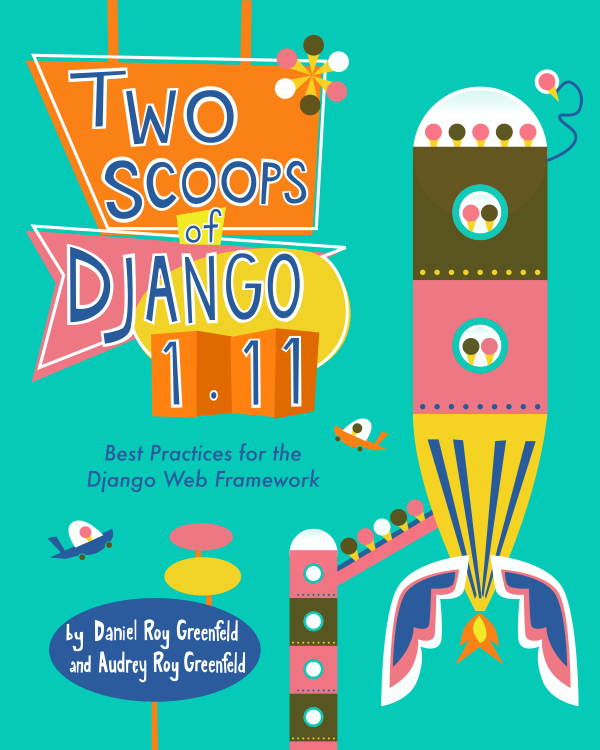 TWO
SCOOPS
of
DJANGO
1.11
Best Practices for the
Django Web Framework
by Daniel Roy Greenfeld
and Audrey Roy Greenfeld